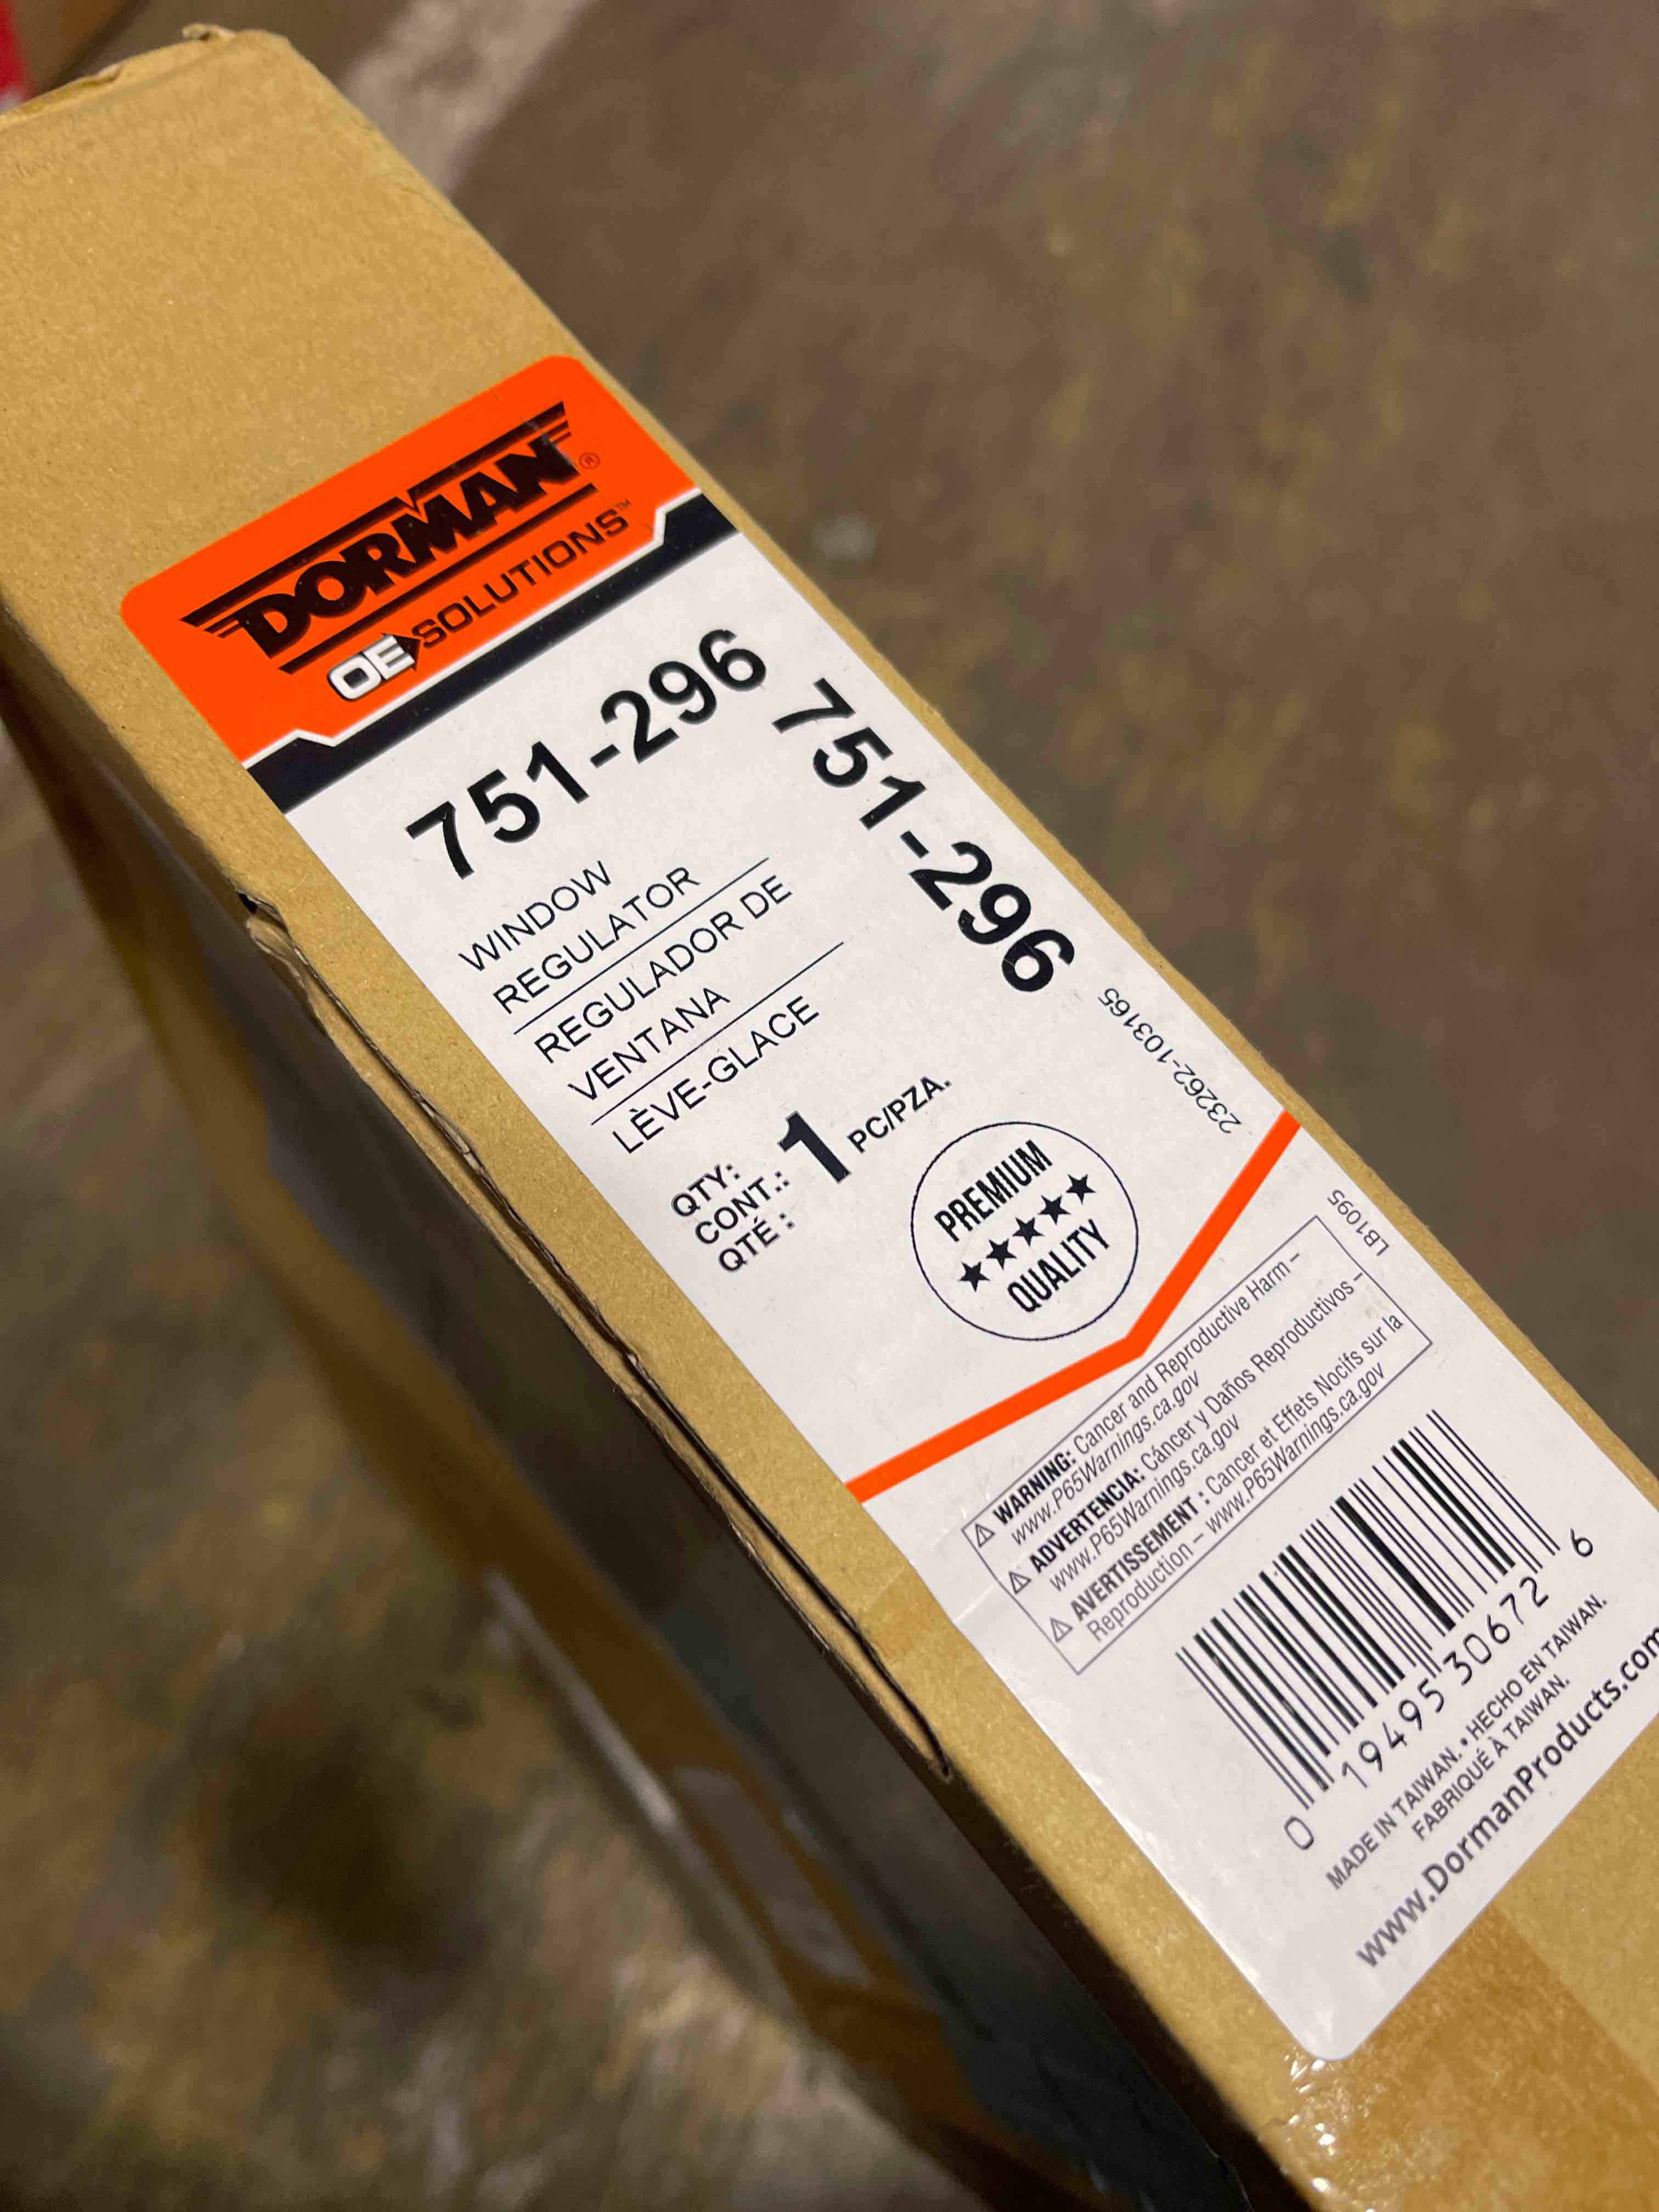 DORMAN®
OE SOLUTIONS™
751-296
751-296
WINDOW
REGULATOR
REGULADOR DE
VENTANA
LÈVE-GLACE
QTY:
CONT.:
QTÉ :
1 PC/PZA.
PREMIUM
★★★★★
QUALITY
23262-103165
LB1095
⚠ WARNING: Cancer and Reproductive Harm –
www.P65Warnings.ca.gov
⚠ ADVERTENCIA: Cáncer y Daños Reproductivos –
www.P65Warnings.ca.gov
⚠ AVERTISSEMENT : Cancer et Effets Nocifs sur la
Reproduction – www.P65Warnings.ca.gov
0 19495 30672 6
MADE IN TAIWAN. • HECHO EN TAIWAN.
FABRIQUÉ À TAIWAN.
www.DormanProducts.com